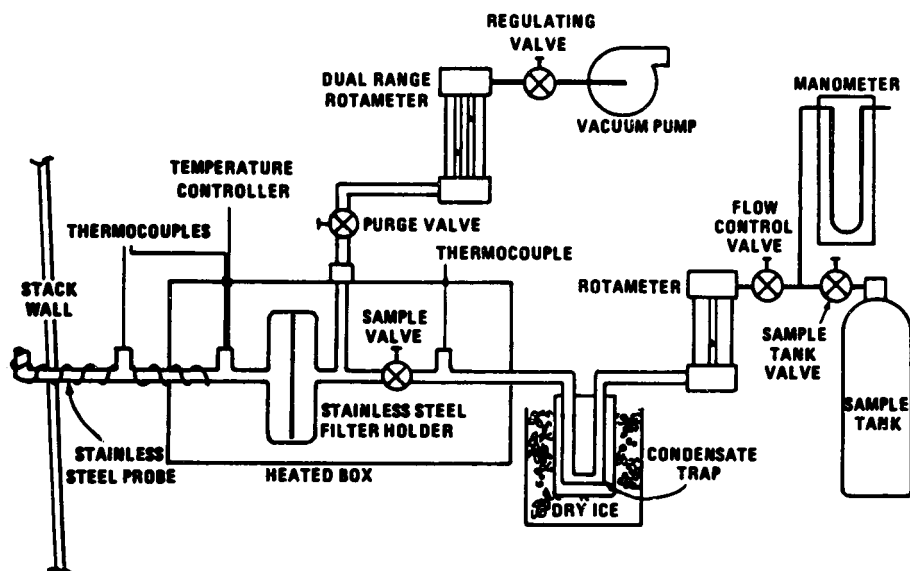 REGULATING
VALVE
DUAL RANGE
ROTAMETER
VACUUM PUMP
MANOMETER
TEMPERATURE
CONTROLLER
PURGE VALVE
FLOW
CONTROL
VALVE
THERMOCOUPLES
THERMOCOUPLE
STACK
WALL
SAMPLE
VALVE
ROTAMETER
SAMPLE
TANK
VALVE
STAINLESS STEEL
FILTER HOLDER
SAMPLE
TANK
STAINLESS
STEEL PROBE
HEATED BOX
CONDENSATE
TRAP
DRY ICE